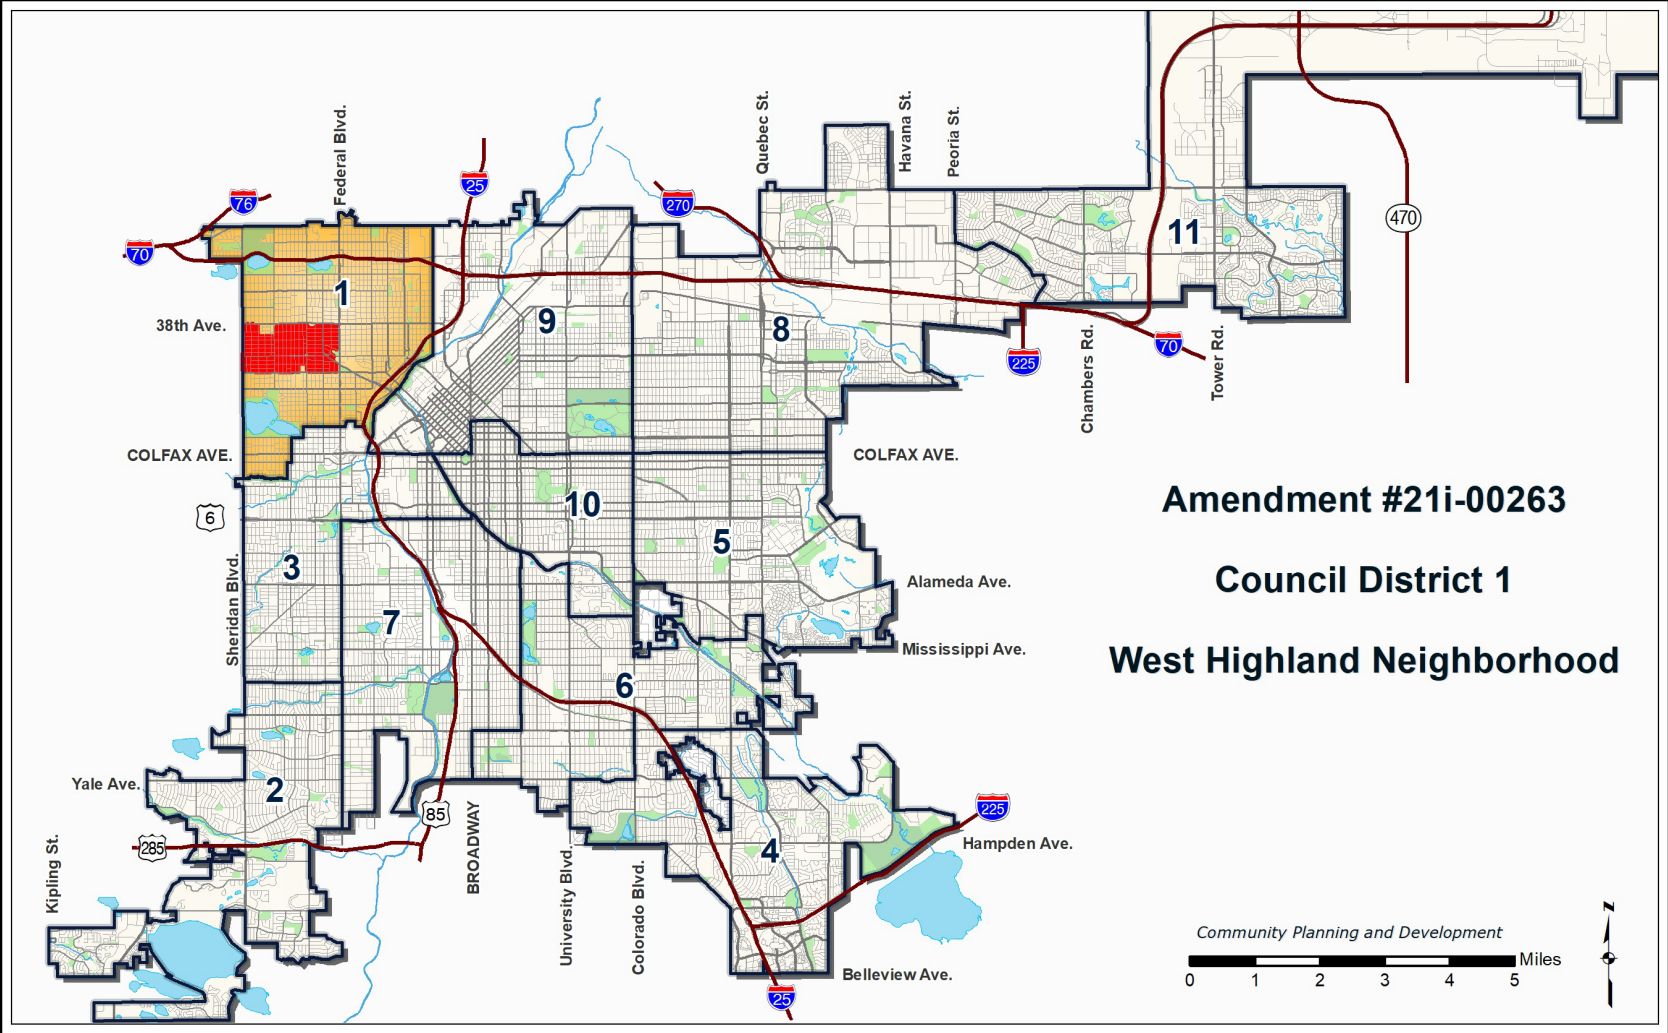 Federal Blvd.
Quebec St.
Havana St.
Peoria St.
76
25
270
70
470
11
1
9
8
38th Ave.
225
70
Chambers Rd.
Tower Rd.
COLFAX AVE.
COLFAX AVE.
6
10
Amendment #21i-00263
5
3
Sheridan Blvd.
Alameda Ave.
Council District 1
7
Mississippi Ave.
West Highland Neighborhood
6
Yale Ave.
2
85
225
285
Hampden Ave.
4
Kipling St.
BROADWAY
University Blvd.
Colorado Blvd.
Z
Community Planning and Development
Miles
Belleview Ave.
0 1 2 3 4 5
25